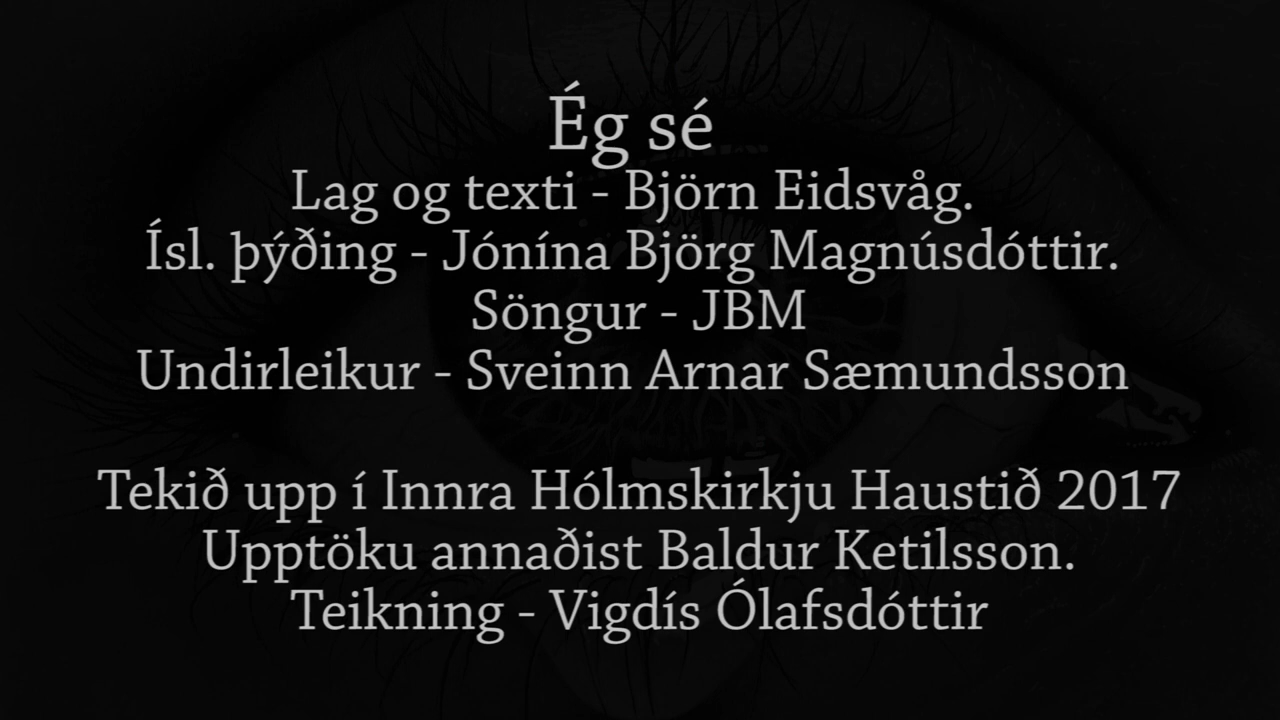 Ég sé
Lag og texti - Björn Eidsvåg.
Ísl. þýðing - Jónína Björg Magnúsdóttir.
Söngur - JBM
Undirleikur - Sveinn Arnar Sæmundsson
Tekið upp í Innra Hólmskirkju Haustið 2017
Upptöku annaðist Baldur Ketilsson.
Teikning - Vigdís Ólafsdóttir